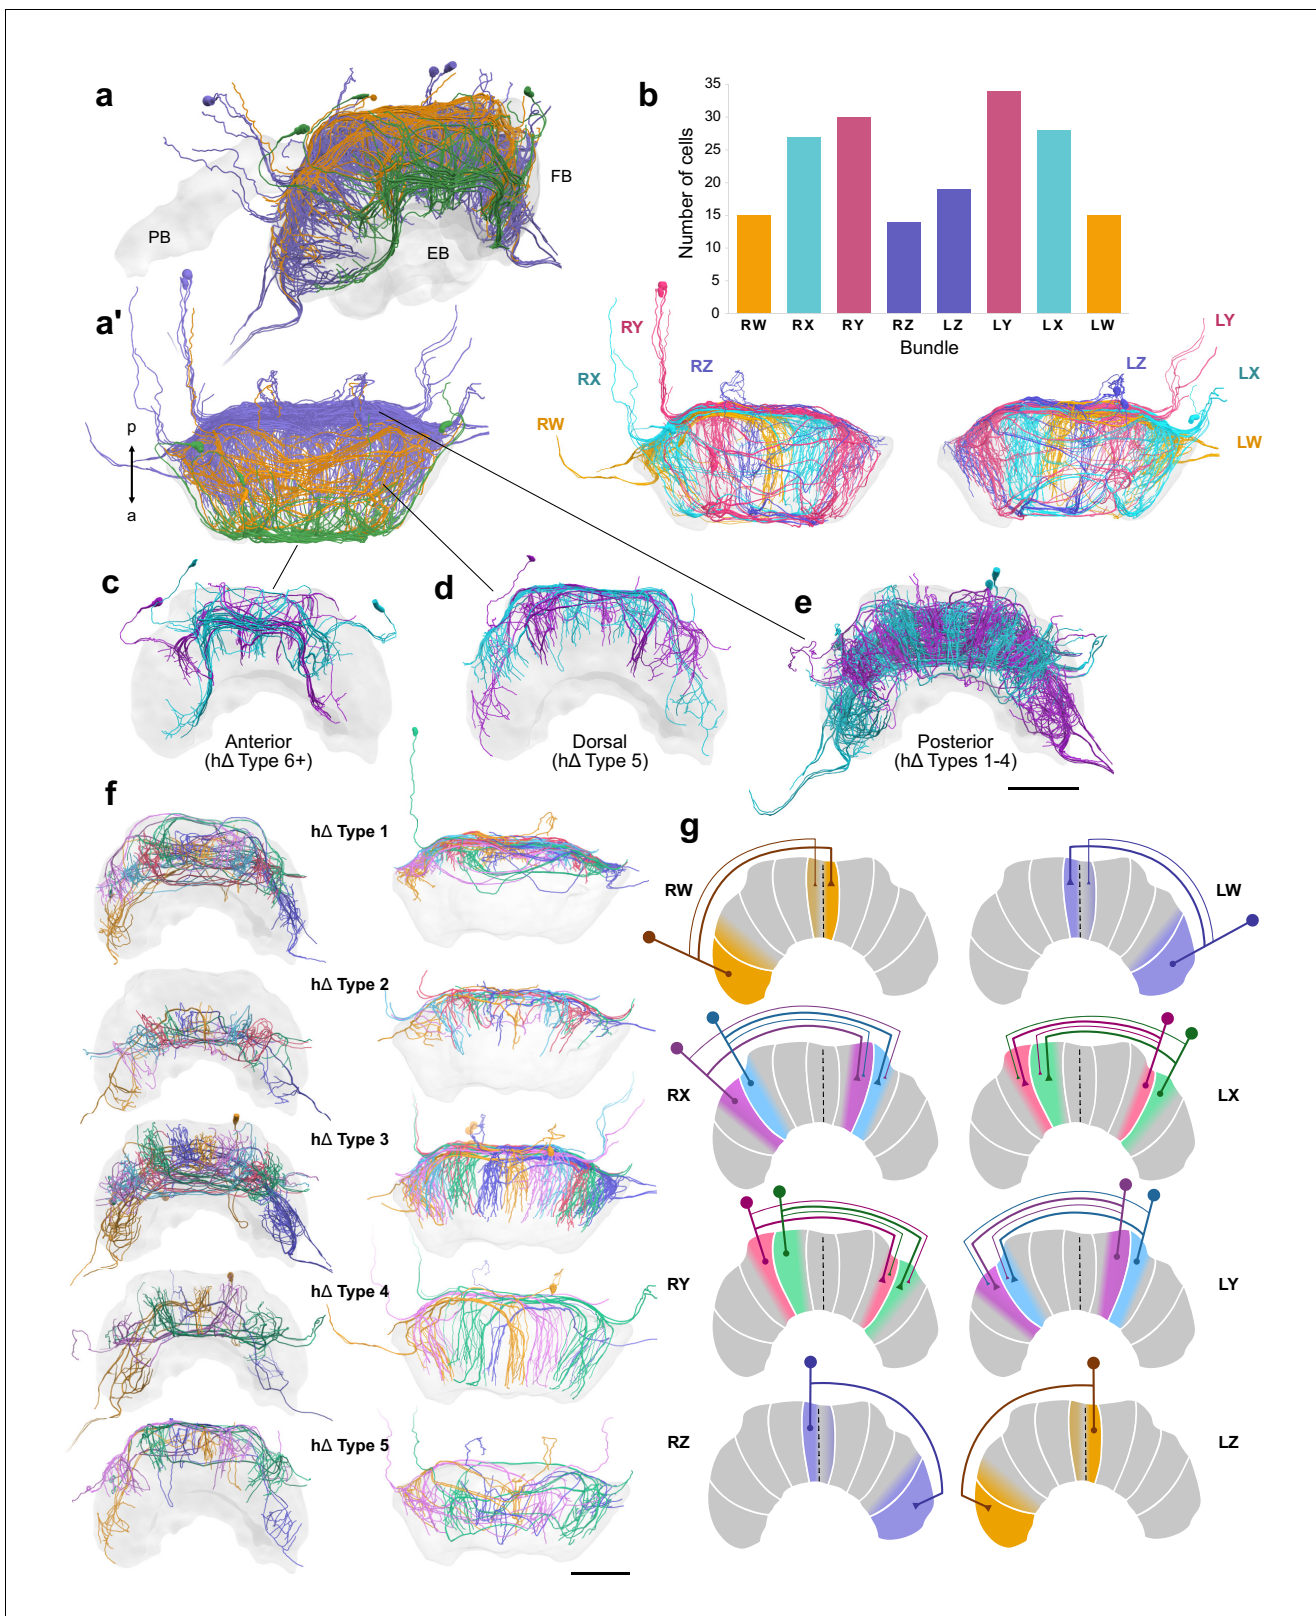 a
PB
FB
EB
b
Number of cells
35
30
25
20
15
10
5
0
RW
RX
RY
RZ
LZ
LY
LX
LW
Bundle
a'
p
a
RY
RX
RZ
RW
LY
LZ
LX
LW
c
Anterior
(hΔ Type 6+)
d
Dorsal
(hΔ Type 5)
e
Posterior
(hΔ Types 1-4)
f
hΔ Type 1
hΔ Type 2
hΔ Type 3
hΔ Type 4
hΔ Type 5
g
RW
LW
RX
LX
RY
LY
RZ
LZ